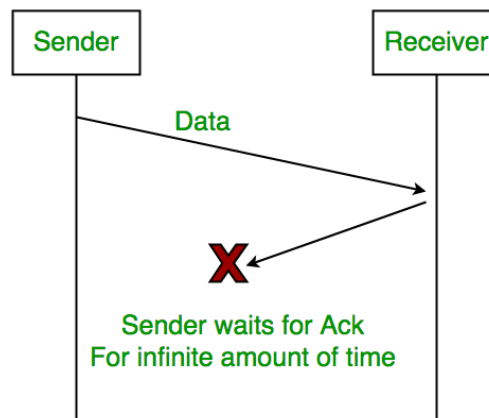 Sender
Receiver
Data
X
Sender waits for Ack
For infinite amount of time